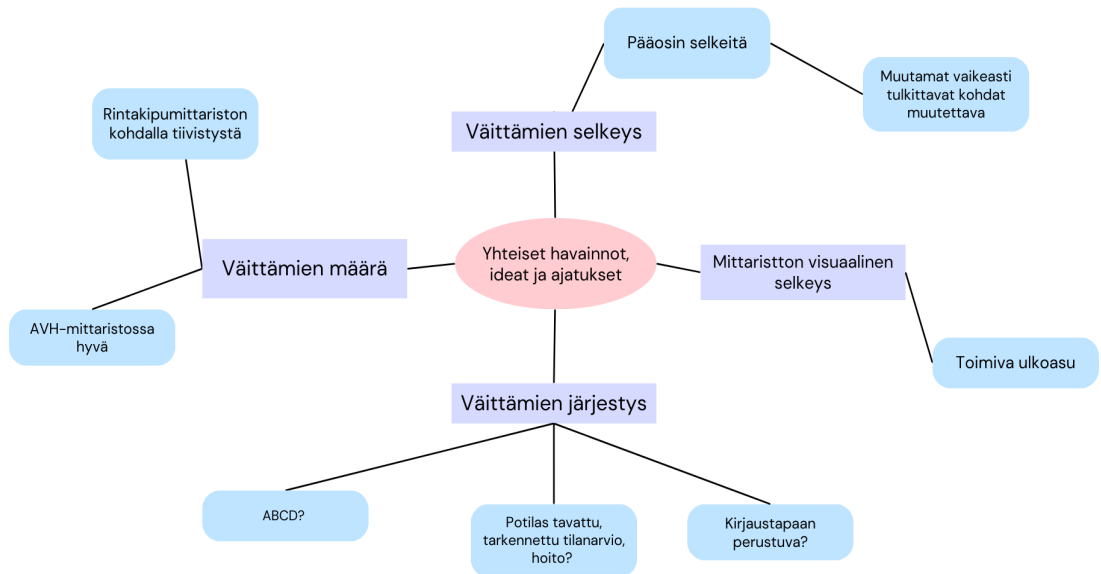 Pääosin selkeitä
Muutamat vaikeasti
tulkittavat kohdat
muutettava
Rintakipumittariston
kohdalla tiivistystä
Väittämien selkeys
Yhteiset havainnot,
ideat ja ajatukset
Väittämien määrä
Mittaristton visuaalinen
selkeys
AVH-mittaristossa
hyvä
Toimiva ulkoasu
Väittämien järjestys
ABCD?
Potilas tavattu,
tarkennettu tilanarvio,
hoito?
Kirjaustapaan
perustuva?